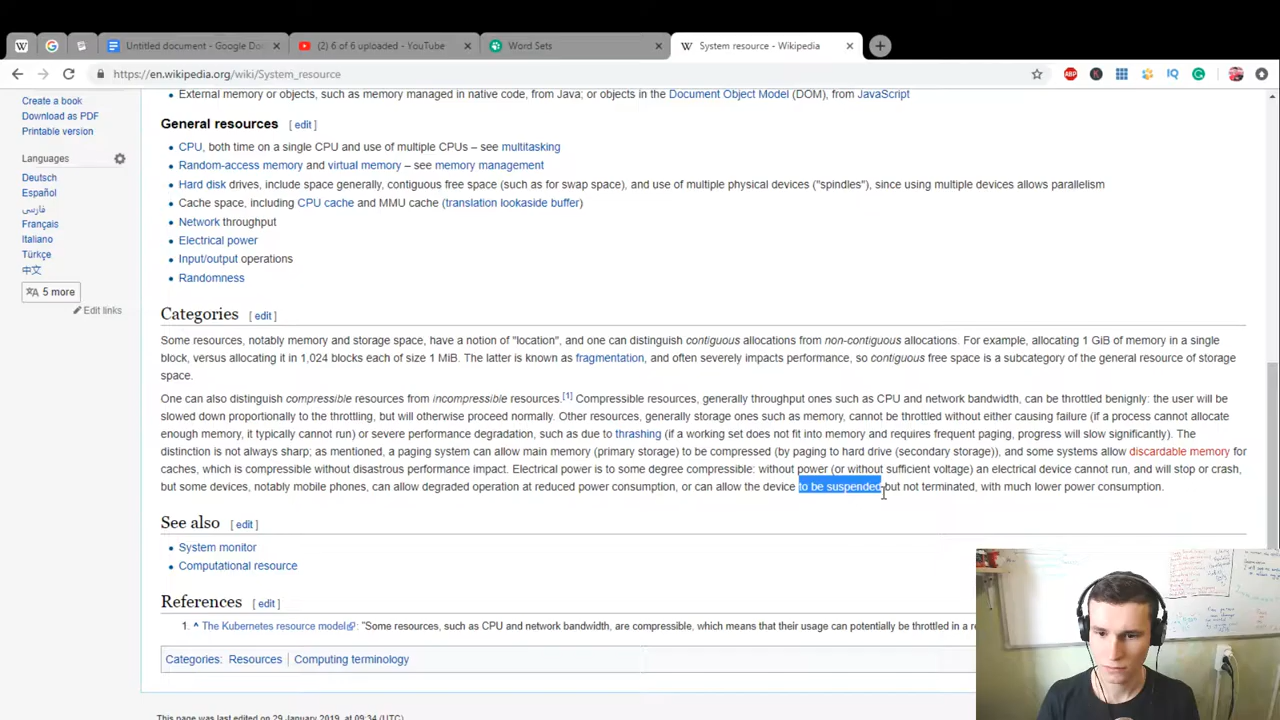 Untitled document - Google Do
(2) 6 of 6 uploaded - YouTube
Word Sets
System resource - Wikipedia
https://en.wikipedia.org/wiki/System_resource
ABP
IQ
Create a book
Download as PDF
Printable version
Languages
Deutsch
Español
فارسی
Français
Italiano
Türkçe
中文
5 more
Edit links
External memory or objects, such as memory managed in native code, from Java; or objects in the Document Object Model (DOM), from JavaScript
General resources [ edit ]
CPU, both time on a single CPU and use of multiple CPUs – see multitasking
Random-access memory and virtual memory – see memory management
Hard disk drives, include space generally, contiguous free space (such as for swap space), and use of multiple physical devices ("spindles"), since using multiple devices allows parallelism
Cache space, including CPU cache and MMU cache (translation lookaside buffer)
Network throughput
Electrical power
Input/output operations
Randomness
Categories [ edit ]
Some resources, notably memory and storage space, have a notion of "location", and one can distinguish contiguous allocations from non-contiguous allocations. For example, allocating 1 GiB of memory in a single
block, versus allocating it in 1,024 blocks each of size 1 MiB. The latter is known as fragmentation, and often severely impacts performance, so contiguous free space is a subcategory of the general resource of storage
space.
One can also distinguish compressible resources from incompressible resources.[1] Compressible resources, generally throughput ones such as CPU and network bandwidth, can be throttled benignly: the user will be
slowed down proportionally to the throttling, but will otherwise proceed normally. Other resources, generally storage ones such as memory, cannot be throttled without either causing failure (if a process cannot allocate
enough memory, it typically cannot run) or severe performance degradation, such as due to thrashing (if a working set does not fit into memory and requires frequent paging, progress will slow significantly). The
distinction is not always sharp; as mentioned, a paging system can allow main memory (primary storage) to be compressed (by paging to hard drive (secondary storage)), and some systems allow discardable memory for
caches, which is compressible without disastrous performance impact. Electrical power is to some degree compressible: without power (or without sufficient voltage) an electrical device cannot run, and will stop or crash,
but some devices, notably mobile phones, can allow degraded operation at reduced power consumption, or can allow the device to be suspended but not terminated, with much lower power consumption.
See also [ edit ]
System monitor
Computational resource
References [ edit ]
1. ^ The Kubernetes resource model: "Some resources, such as CPU and network bandwidth, are compressible, which means that their usage can potentially be throttled in a re
Categories: Resources | Computing terminology
This page was last edited on 29 January 2019, at 09:34 (UTC)